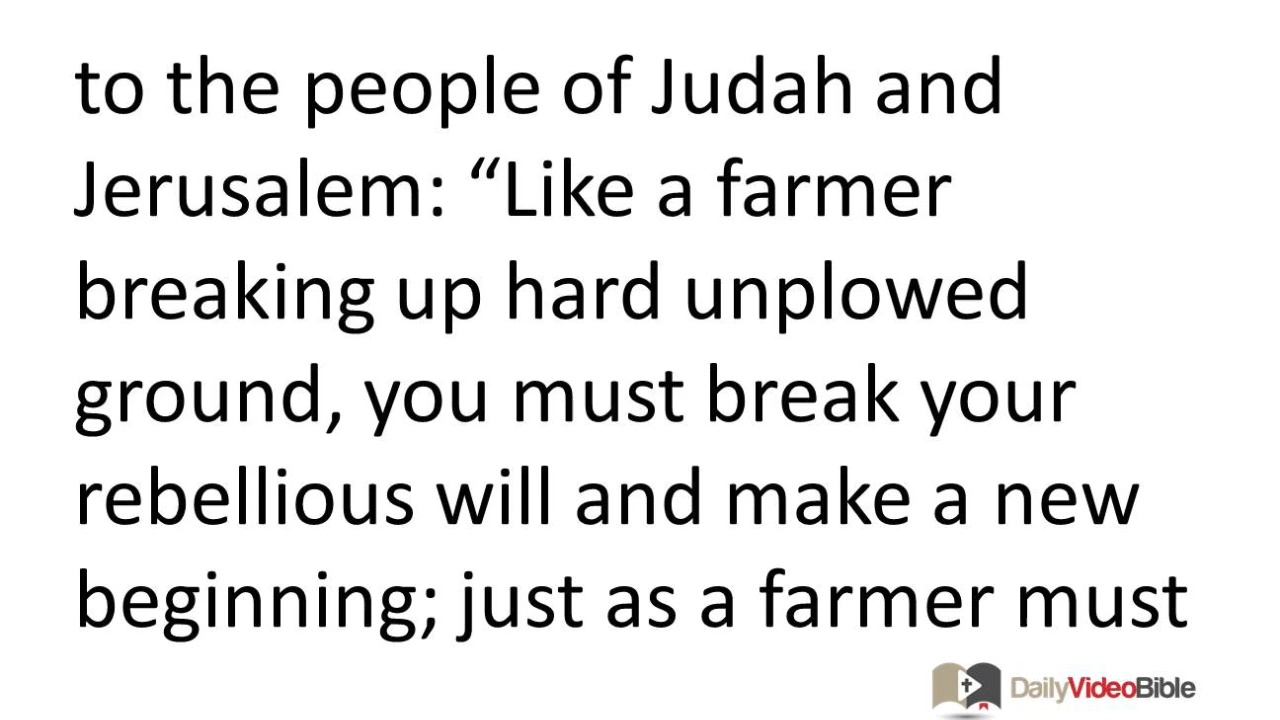 to the people of Judah and
Jerusalem: “Like a farmer
breaking up hard unplowed
ground, you must break your
rebellious will and make a new
beginning; just as a farmer must
DailyVideoBible